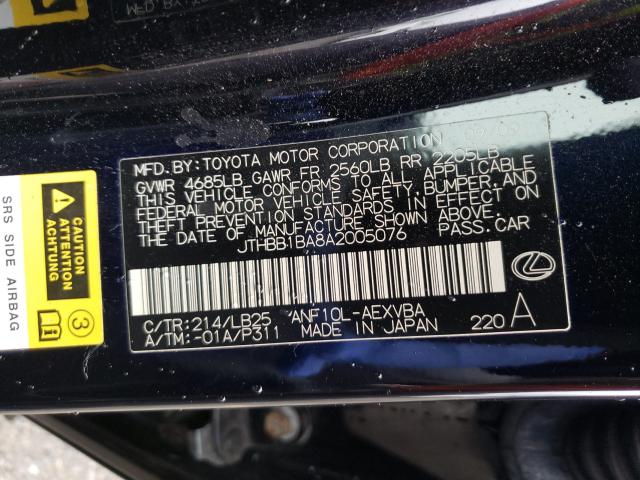 MFD. BY: TOYOTA MOTOR CORPORATION 09/09
GVWR 4685LB GAWR FR 2560LB RR 2205LB
THIS VEHICLE CONFORMS TO ALL APPLICABLE
FEDERAL MOTOR VEHICLE SAFETY, BUMPER, AND
THEFT PREVENTION STANDARDS IN EFFECT ON
THE DATE OF MANUFACTURE SHOWN ABOVE.
JTHBB1BA8A2005076 PASS. CAR
C/TR: 214/LB25 ANF10L-AEXVBA
A/TM: -01A/P311 MADE IN JAPAN 220 A
SRS SIDE AIRBAG
CAUTION
ATTENTION
ACHTUNG
3